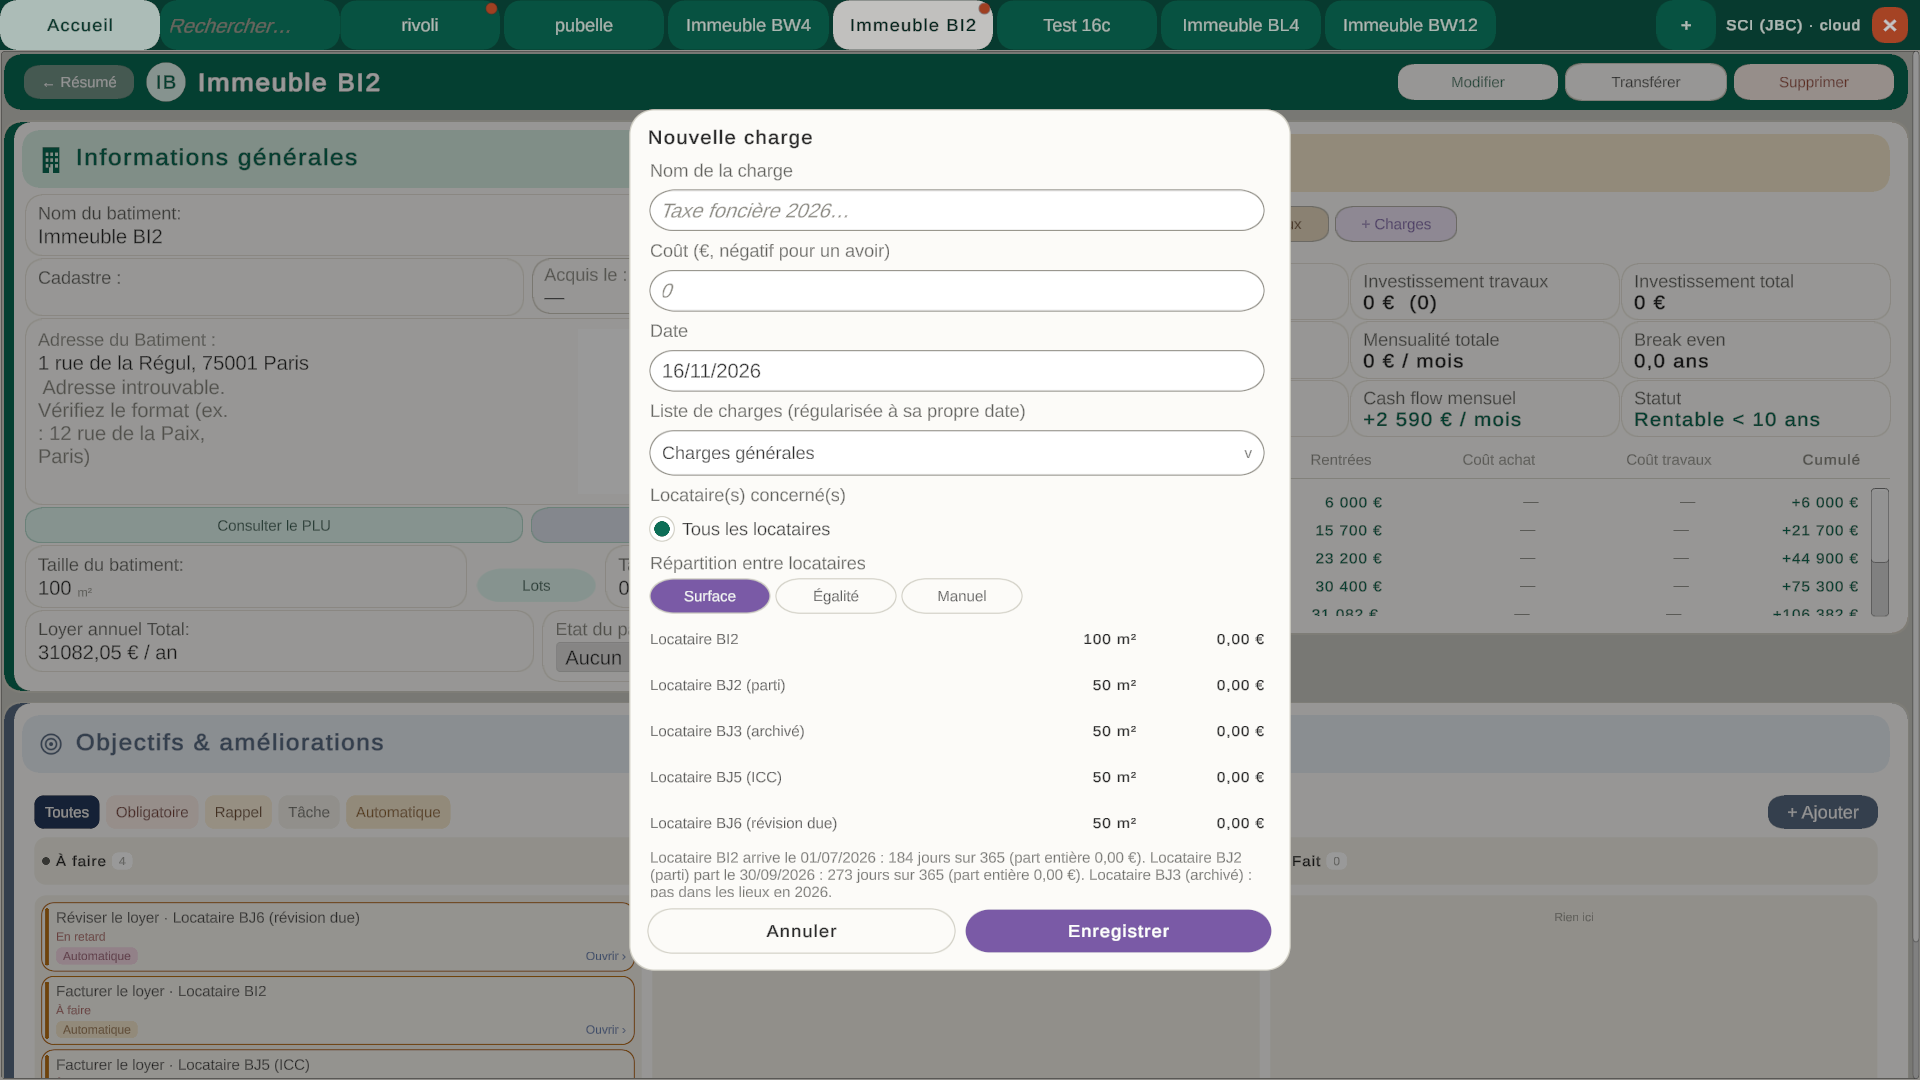 Accueil
Rechercher…
rivoli
pubelle
Immeuble BW4
Immeuble BI2
Test 16c
Immeuble BL4
Immeuble BW12
+
SCI (JBC) · cloud
← Résumé
IB
Immeuble BI2
Modifier
Transférer
Supprimer
Informations générales
Nom du batiment:
Immeuble BI2
Cadastre :
Acquis le :
—
Adresse du Batiment :
1 rue de la Régul, 75001 Paris
Adresse introuvable.
Vérifiez le format (ex.
: 12 rue de la Paix,
Paris)
Consulter le PLU
Taille du batiment:
100 m²
Lots
0
Loyer annuel Total:
31082,05 € / an
Etat du p
Aucun
Nouvelle charge
Nom de la charge
Taxe foncière 2026…
Coût (€, négatif pour un avoir)
0
Date
16/11/2026
Liste de charges (régularisée à sa propre date)
Charges générales
v
Locataire(s) concerné(s)
Tous les locataires
Répartition entre locataires
Surface
Égalité
Manuel
Locataire BI2 100 m² 0,00 €
Locataire BJ2 (parti) 50 m² 0,00 €
Locataire BJ3 (archivé) 50 m² 0,00 €
Locataire BJ5 (ICC) 50 m² 0,00 €
Locataire BJ6 (révision due) 50 m² 0,00 €
Locataire BI2 arrive le 01/07/2026 : 184 jours sur 365 (part entière 0,00 €). Locataire BJ2
(parti) part le 30/09/2026 : 273 jours sur 365 (part entière 0,00 €). Locataire BJ3 (archivé) :
pas dans les lieux en 2026.
Annuler
Enregistrer
ux
+ Charges
Investissement travaux
0 € (0)
Investissement total
0 €
Mensualité totale
0 € / mois
Break even
0,0 ans
Cash flow mensuel
+2 590 € / mois
Statut
Rentable < 10 ans
Rentrées Coût achat Coût travaux Cumulé
6 000 € — — +6 000 €
15 700 € — — +21 700 €
23 200 € — — +44 900 €
30 400 € — — +75 300 €
31 082 € — — +106 382 €
Objectifs & améliorations
Toutes
Obligatoire
Rappel
Tâche
Automatique
+ Ajouter
À faire 4
Fait 0
Réviser le loyer · Locataire BJ6 (révision due)
En retard
Automatique
Ouvrir ›
Facturer le loyer · Locataire BI2
À faire
Automatique
Ouvrir ›
Facturer le loyer · Locataire BJ5 (ICC)
Rien ici